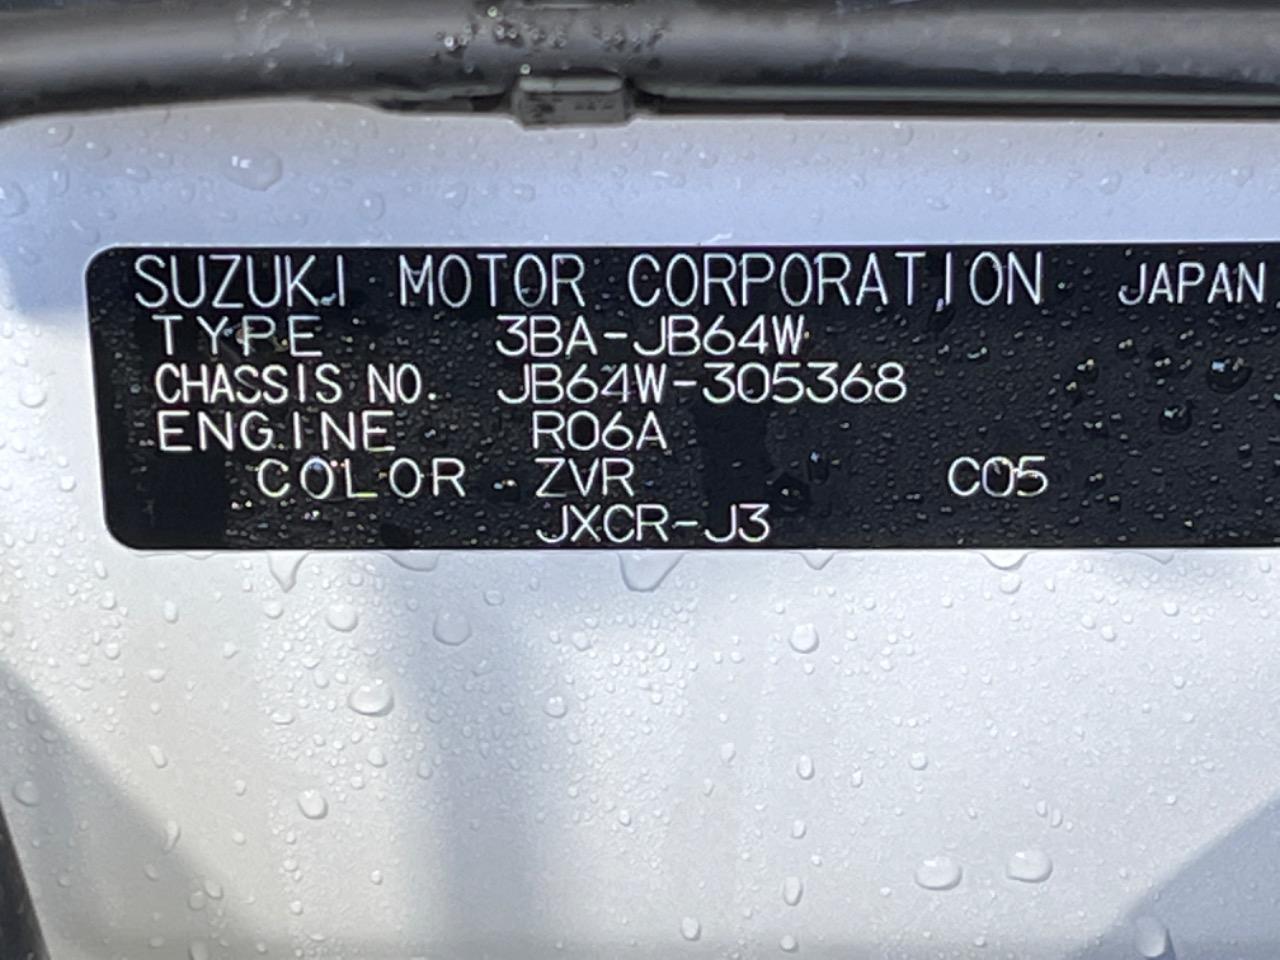 SUZUKI MOTOR CORPORATION JAPAN
TYPE 3BA-JB64W
CHASSIS NO. JB64W-305368
ENGINE R06A
COLOR ZVR C05
JXCR-J3